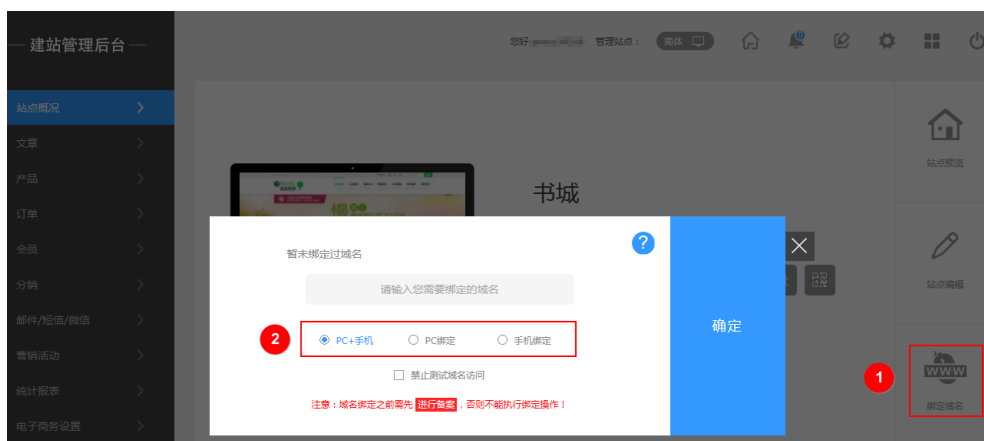 — 建站管理后台 —
您好 管理站点： 简体
站点概况
文章
产品
订单
会员
分销
邮件/短信/微信
营销活动
统计报表
电子商务设置
书城
暂未绑定过域名
?
请输入您需要绑定的域名
2
PC+手机 PC绑定 手机绑定
禁止测试域名访问
注意：域名绑定之前需先 进行备案，否则不能执行绑定操作！
确定
站点预览
站点编辑
1
WWW
绑定域名